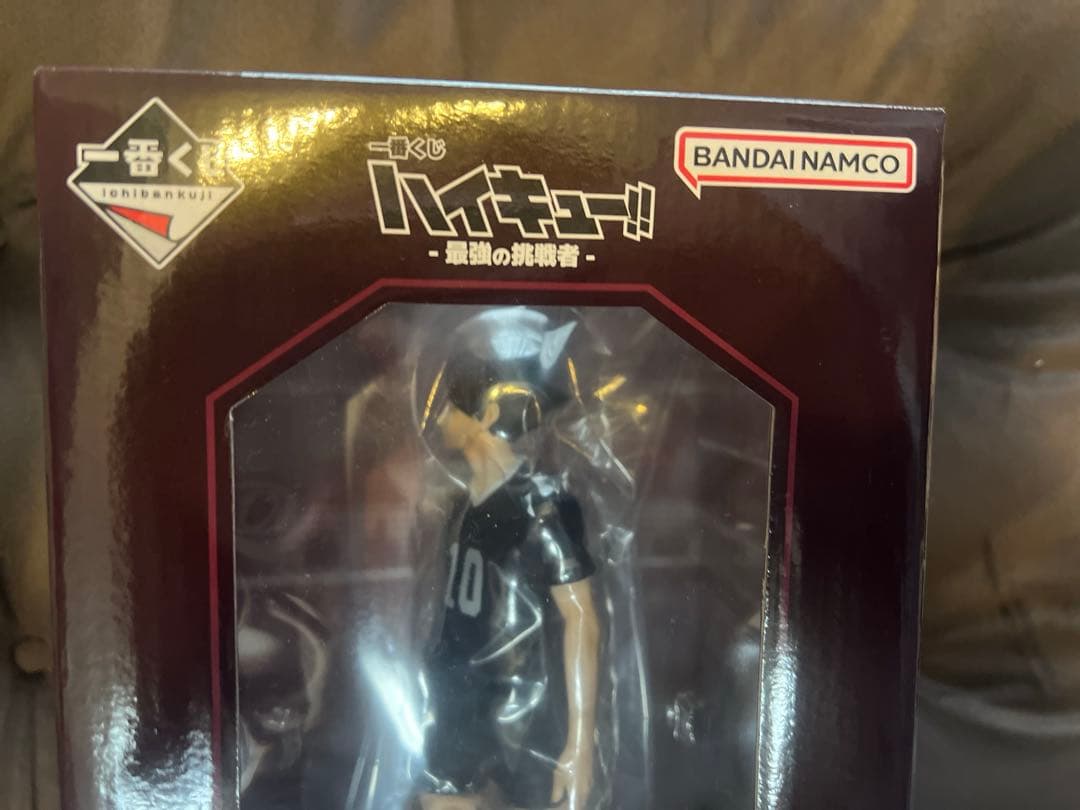 一番くじ
Ichibankuji
一番くじ
ハイキュー!!
- 最強の挑戦者 -
BANDAI NAMCO
10